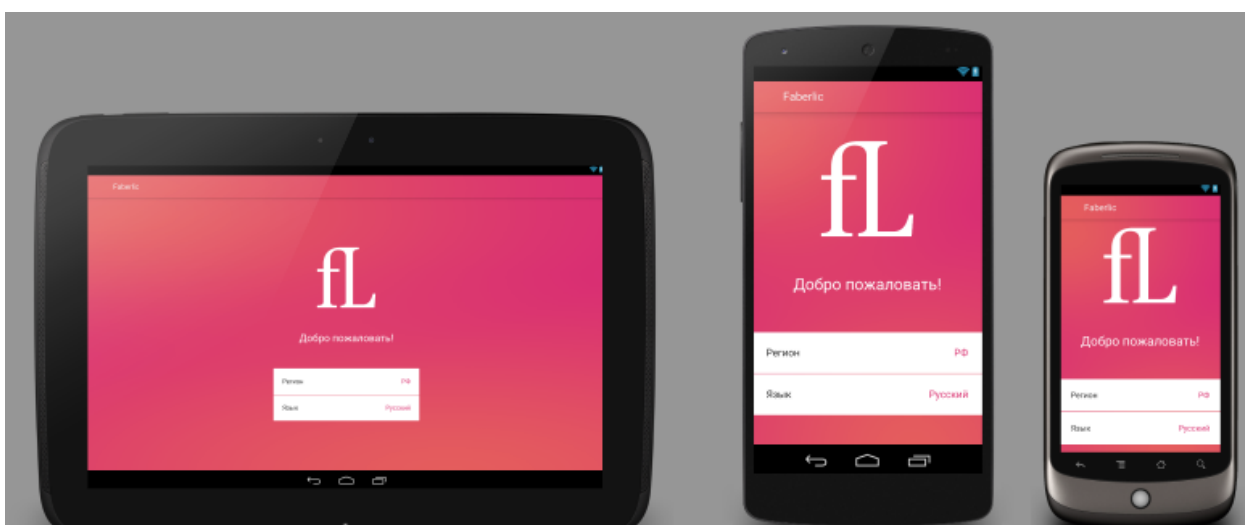 Faberlic
fL
Добро пожаловать!
Регион РФ
Язык Русский
Faberlic
fL
Добро пожаловать!
Регион РФ
Язык Русский
Faberlic
fL
Добро пожаловать!
Регион РФ
Язык Русский